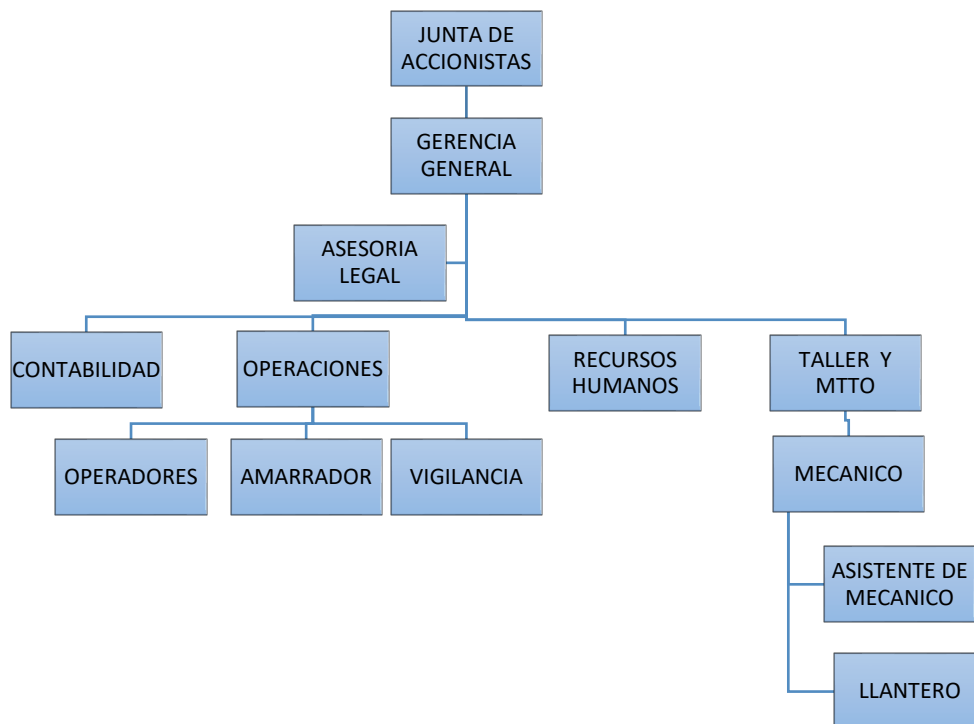 JUNTA DE
ACCIONISTAS
GERENCIA
GENERAL
ASESORIA
LEGAL
CONTABILIDAD
OPERACIONES
RECURSOS
HUMANOS
TALLER Y
MTTO
OPERADORES
AMARRADOR
VIGILANCIA
MECANICO
ASISTENTE DE
MECANICO
LLANTERO